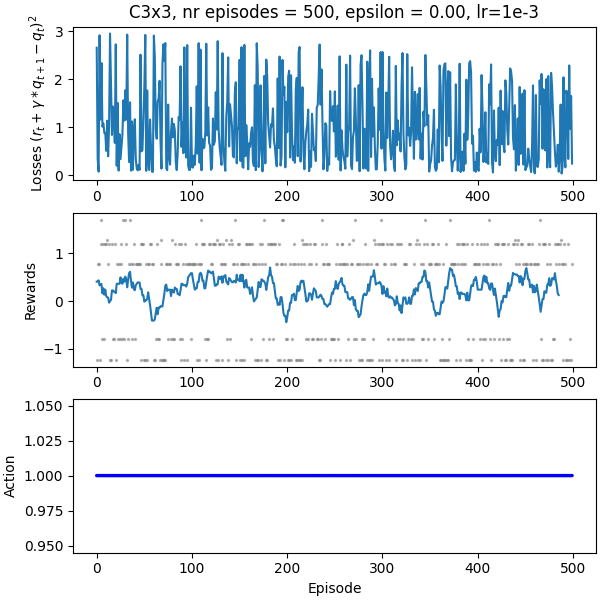 C3x3, nr episodes = 500, epsilon = 0.00, lr=1e-3
Losses $(r_t + \gamma * q_{t+1} - q_t)^2$
3
2
1
0
0 100 200 300 400 500
Rewards
1
0
−1
0 100 200 300 400 500
Action
1.050
1.025
1.000
0.975
0.950
0 100 200 300 400 500
Episode